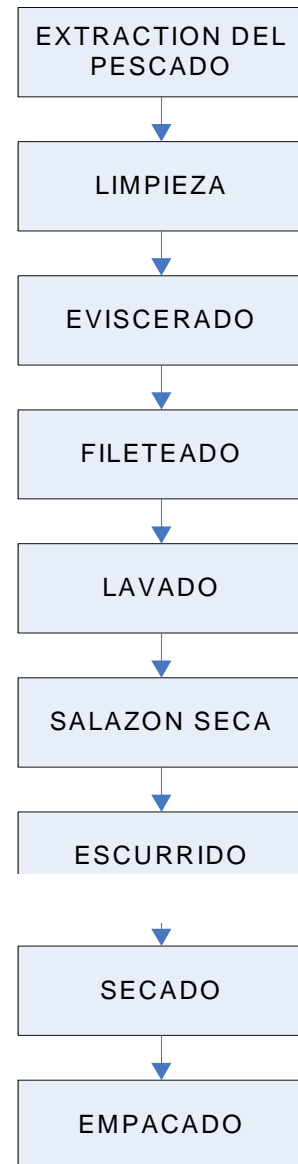 EXTRACTION DEL
PESCADO
LIMPIEZA
EVISCERADO
FILETEADO
LAVADO
SALAZON SECA
ESCURRIDO
SECADO
EMPACADO